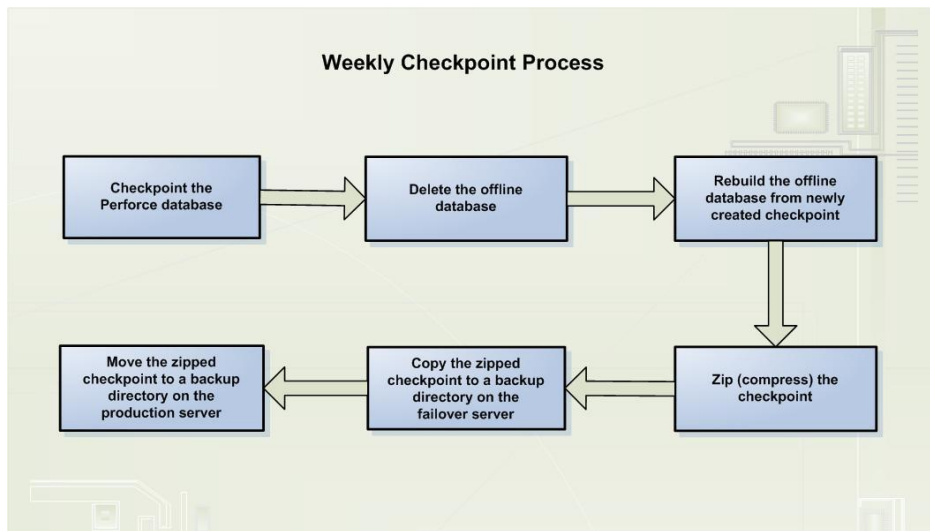 Weekly Checkpoint Process
Checkpoint the
Perforce database
Delete the offline
database
Rebuild the offline
database from newly
created checkpoint
Zip (compress) the
checkpoint
Copy the zipped
checkpoint to a backup
directory on the
failover server
Move the zipped
checkpoint to a backup
directory on the
production server